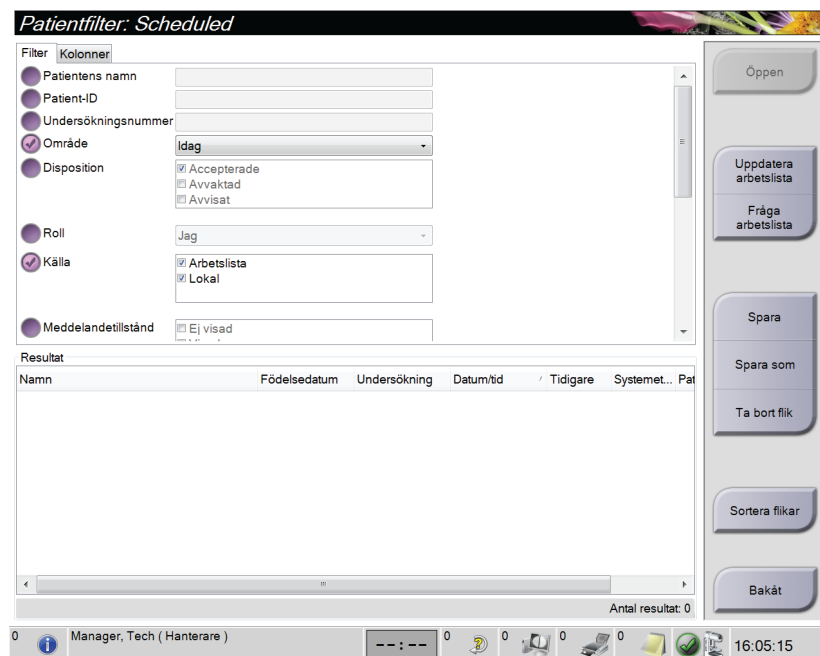 Patientfilter: Scheduled
Filter Kolonner
Patientens namn
Patient-ID
Undersökningsnummer
Område Idag
Disposition Accepterade
Avvaktad
Avvisat
Roll Jag
Källa Arbetslista
Lokal
Meddelandetillstånd Ej visad
Resultat
Namn Födelsedatum Undersökning Datum/tid Tidigare Systemet... Pat
Antal resultat: 0
Öppen
Uppdatera
arbetslista
Fråga
arbetslista
Spara
Spara som
Ta bort flik
Sortera flikar
Bakåt
0 Manager, Tech ( Hanterare ) --:-- 0 0 0 0 16:05:15